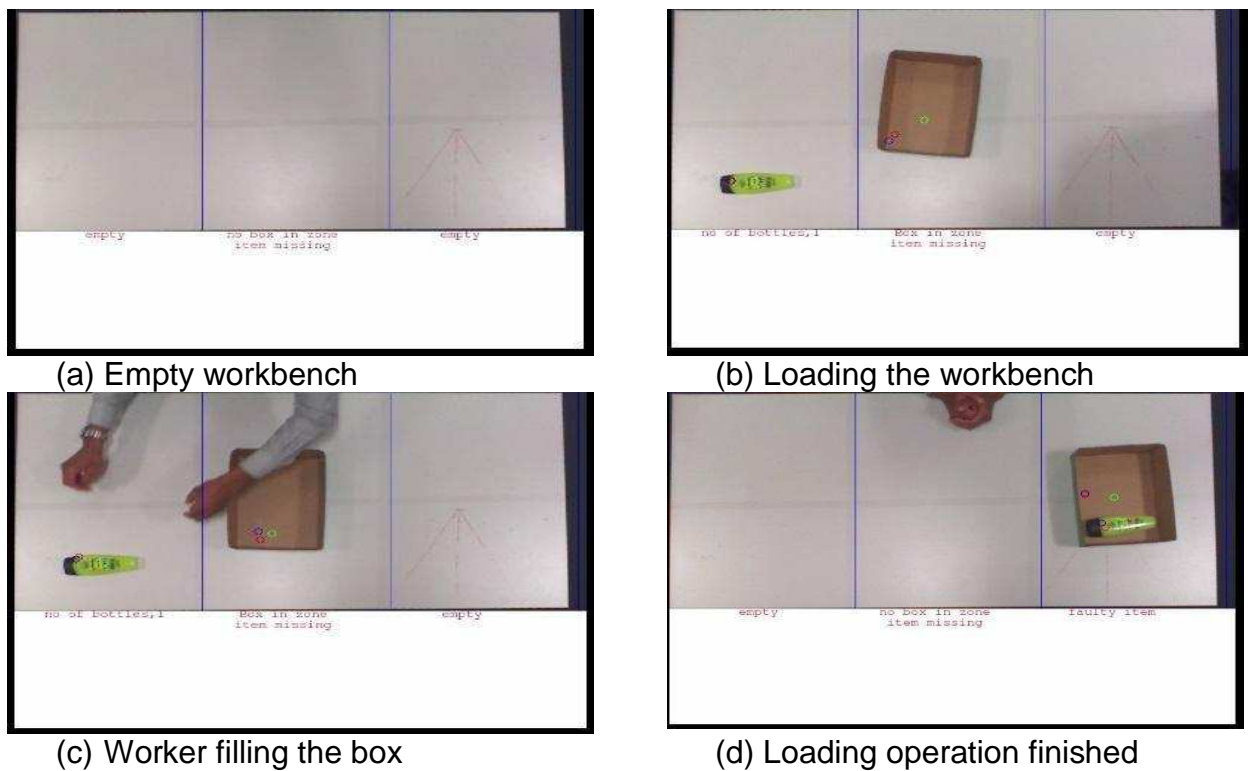 empty no box in zone empty
item missing
no of bottles,1 Box in zone empty
item missing
(a) Empty workbench
(b) Loading the workbench
no of bottles,1 Box in zone empty
item missing
empty no box in zone faulty item
item missing
(c) Worker filling the box
(d) Loading operation finished